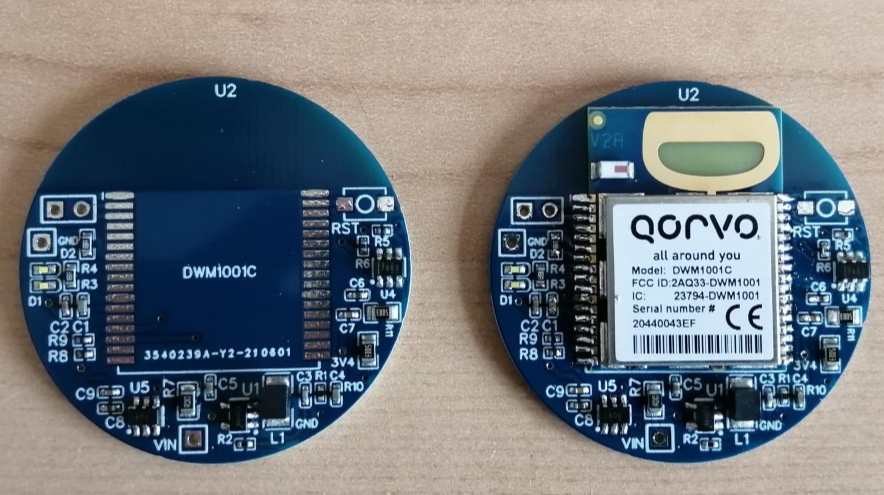 U2
RST
GND
D2
R5
R6
R4
R3
D1
DWM1001C
C6
U4
C2 C1
C7
R11
R9
R8
3540239A-Y2-210601
3V4
C9
U5
R7
C5
U1
C3
R1
C4
R10
C8
R2
L1
GND
VIN
U2
V2A
RST
GND
D2
R5
R6
R4
R3
D1
QORVO
all around you
Model: DWM1001C
FCC ID:2AQ33-DWM1001
IC: 23794-DWM1001
Serial number #
20440043EF
CE
C6
U4
C2 C1
C7
R11
R9
R8
3V4
C9
U5
R7
C5
U1
C3
R1
C4
R10
C8
R2
L1
GND
VIN